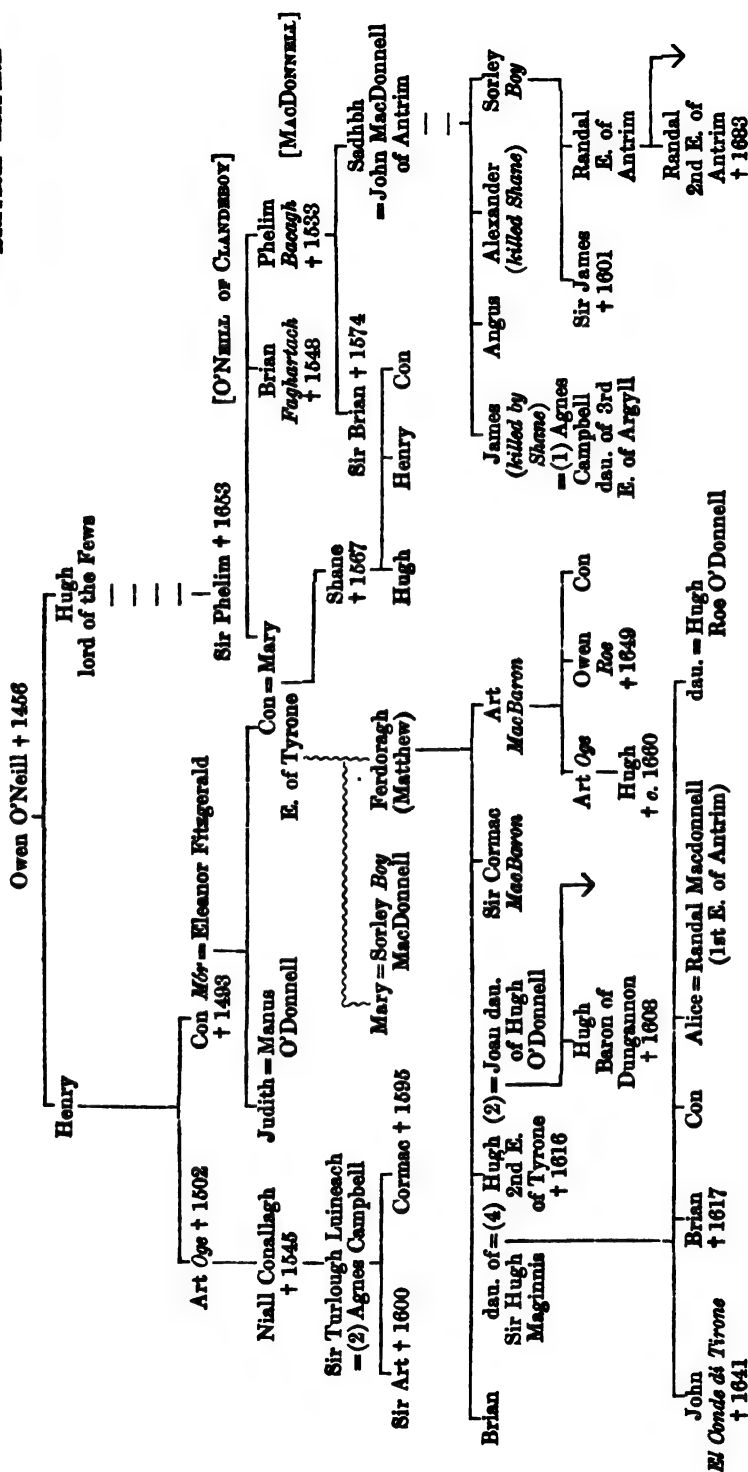 Owen O'Neill † 1456
Henry
Hugh
lord of the Fews
Art Oge † 1502
Con Mór = Eleanor Fitzgerald
† 1493
Sir Phelim † 1653
[O'NEILL OF CLANDEBOY]
Niall Conallagh
† 1545
Judith = Manus
O'Donnell
Con = Mary
E. of Tyrone
Brian
Faghartach
† 1548
Phelim
Bacagh
† 1533
[MACDONNELL]
Sir Turlough Luineach
= (2) Agnes Campbell
Shane
† 1567
Sir Brian † 1574
Sadhbh
= John MacDonnell
of Antrim
Sir Art † 1600
Cormac † 1595
Mary = Sorley Boy
MacDonnell
Ferdoragh
(Matthew)
Hugh
Henry
Con
Brian
dau. of = (4) Hugh (2) = Joan dau.
Sir Hugh
Maginnis
2nd E.
of Tyrone
† 1616
of Hugh
O'Donnell
Sir Cormac
MacBaron
Art
MacBaron
James
(killed by
Shane)
= (1) Agnes
Campbell
dau. of 3rd
E. of Argyll
Angus
Alexander
(killed Shane)
Sorley
Boy
Hugh
Baron of
Dungannon
† 1608
Art Oge
Owen
Roe
† 1649
Con
Hugh
† c. 1660
Sir James
† 1601
Randal
E. of
Antrim
John
El Conde di Tirone
† 1641
Brian
† 1617
Con
Alice = Randal Macdonnell
(1st E. of Antrim)
dau. = Hugh
Roe O'Donnell
Randal
2nd E. of
Antrim
† 1683